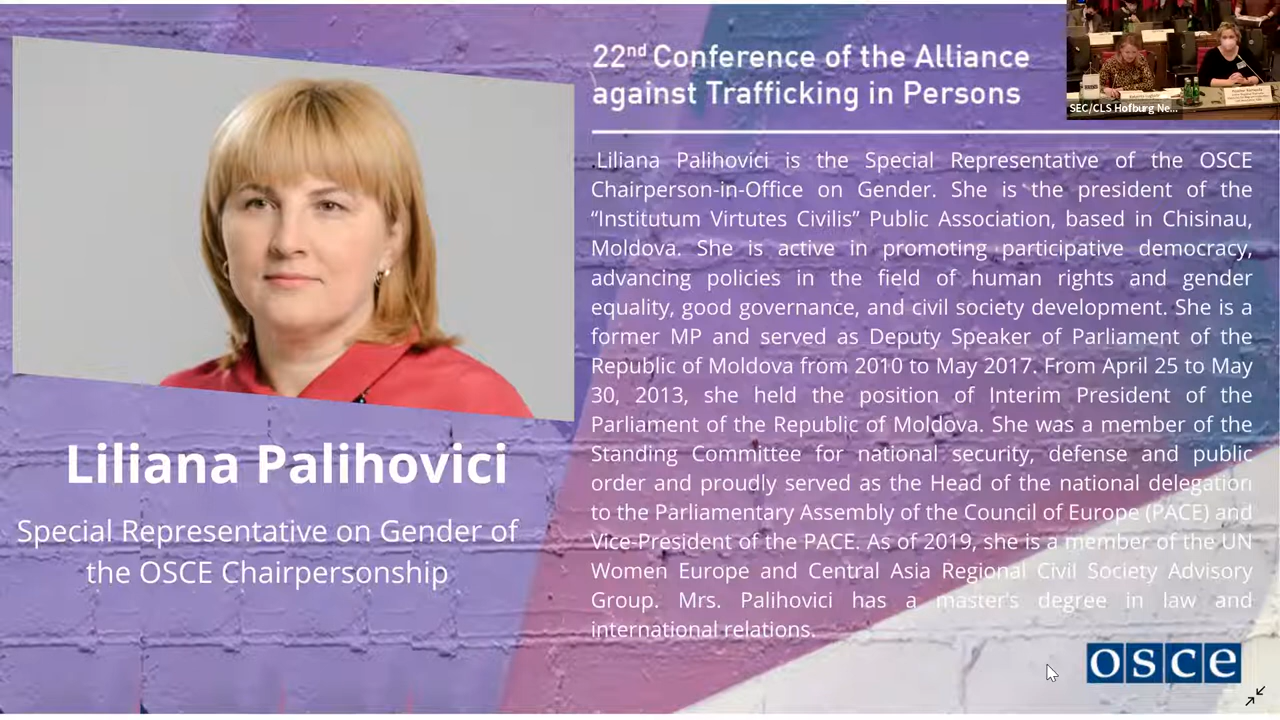 22nd Conference of the Alliance
against Trafficking in Persons
SEC/CLS Hofburg Ne...
.Liliana Palihovici is the Special Representative of the OSCE
Chairperson-in-Office on Gender. She is the president of the
“Institutum Virtutes Civilis” Public Association, based in Chisinau,
Moldova. She is active in promoting participative democracy,
advancing policies in the field of human rights and gender
equality, good governance, and civil society development. She is a
former MP and served as Deputy Speaker of Parliament of the
Republic of Moldova from 2010 to May 2017. From April 25 to May
30, 2013, she held the position of Interim President of the
Parliament of the Republic of Moldova. She was a member of the
Standing Committee for national security, defense and public
order and proudly served as the Head of the national delegation
to the Parliamentary Assembly of the Council of Europe (PACE) and
Vice-President of the PACE. As of 2019, she is a member of the UN
Women Europe and Central Asia Regional Civil Society Advisory
Group. Mrs. Palihovici has a master's degree in law and
international relations.
Liliana Palihovici
Special Representative on Gender of
the OSCE Chairpersonship
osce